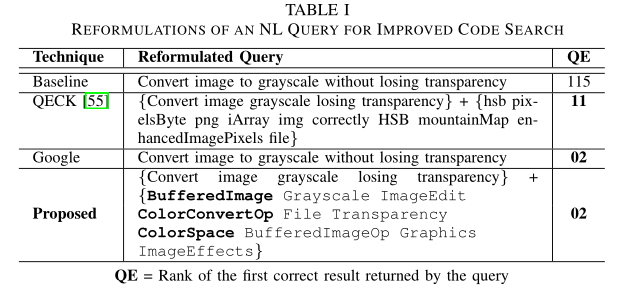 TABLE I
REFORMULATIONS OF AN NL QUERY FOR IMPROVED CODE SEARCH
Technique Reformulated Query QE
Baseline Convert image to grayscale without losing transparency 115
QECK [55] {Convert image grayscale losing transparency} + {hsb pix- 11
elsByte png iArray img correctly HSB mountainMap en-
hancedImagePixels file}
Google Convert image to grayscale without losing transparency 02
{Convert image grayscale losing transparency} +
{BufferedImage Grayscale ImageEdit
Proposed ColorConvertOp File Transparency 02
ColorSpace BufferedImageOp Graphics
ImageEffects}
QE = Rank of the first correct result returned by the query